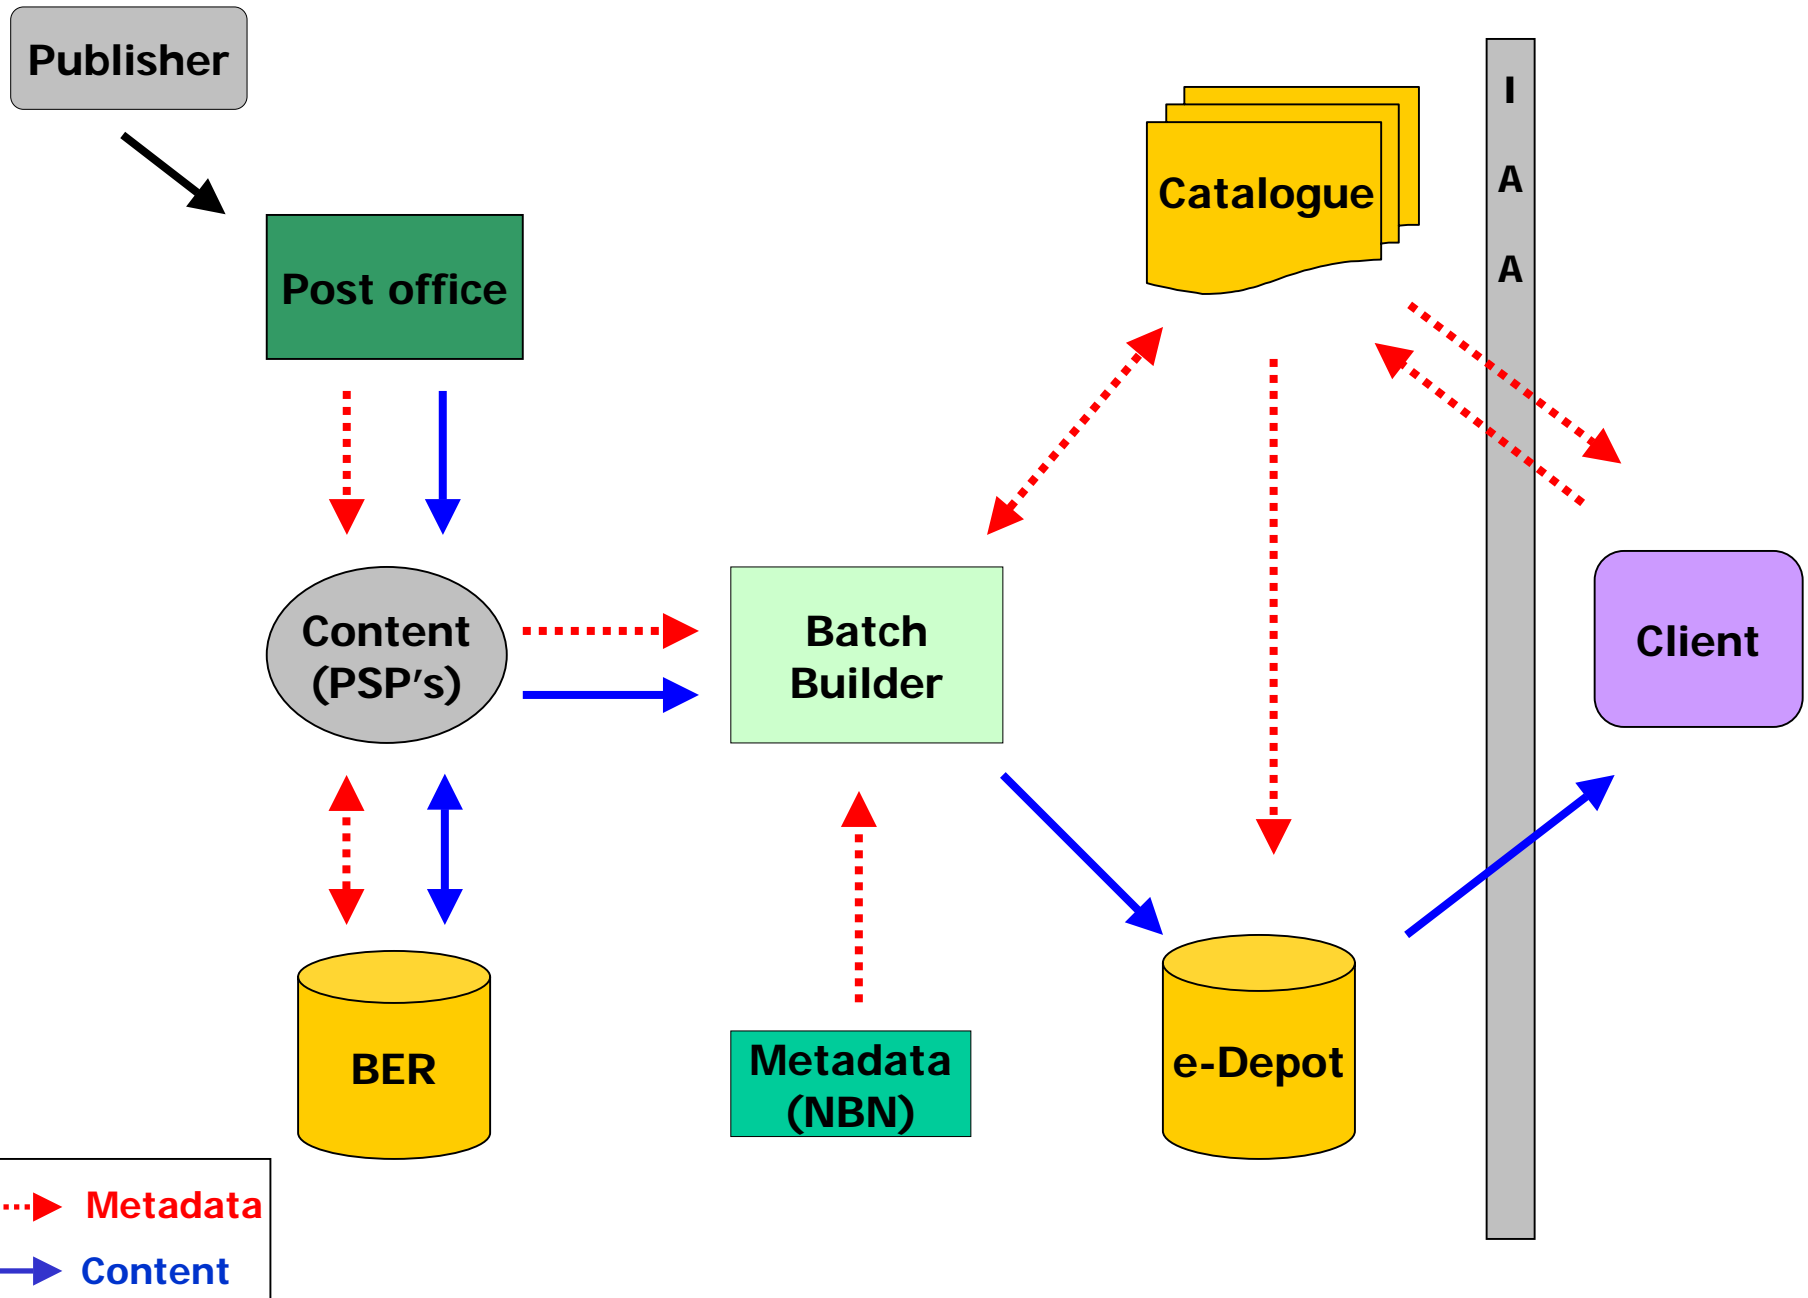 Publisher
Post office
Catalogue
I
A
A
Content
(PSP's)
Batch
Builder
Client
BER
Metadata
(NBN)
e-Depot
Metadata
Content